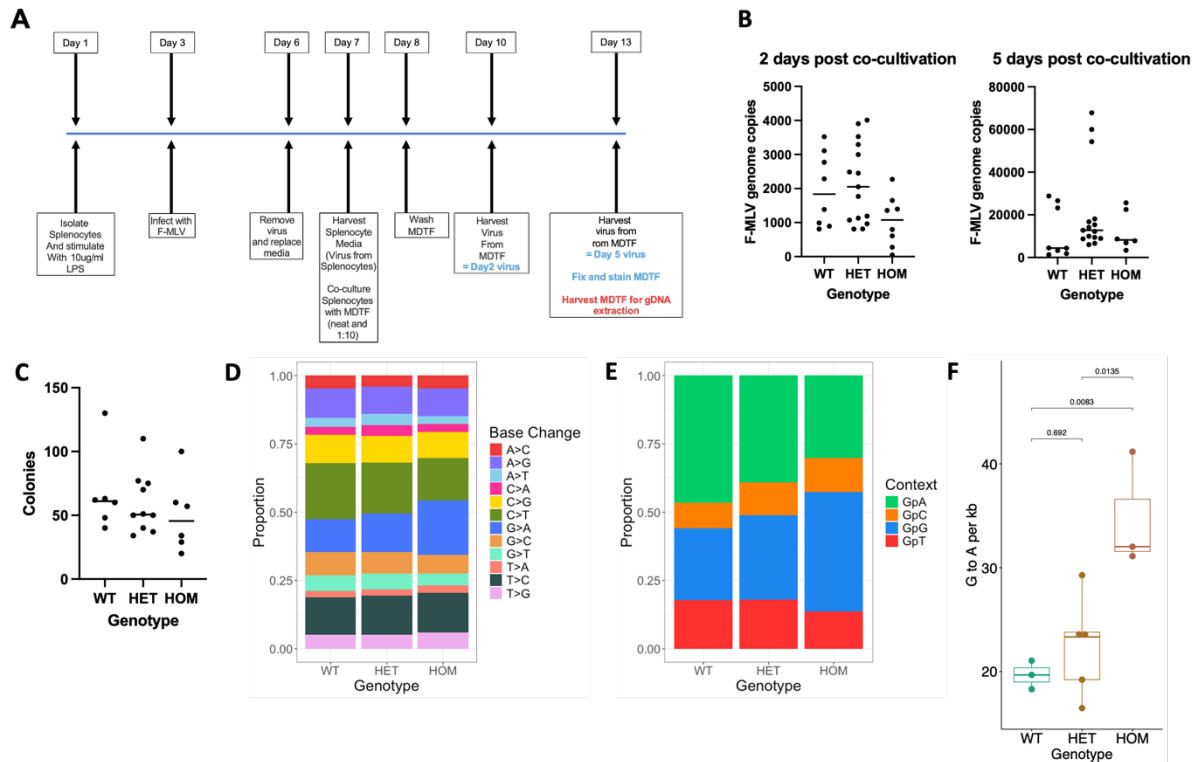 A
Day 1
Day 3
Day 6
Day 7
Day 8
Day 10
Day 13
Isolate
Splenocytes
And stimulate
With 10ug/ml
LPS
Infect with
F-MLV
Remove
virus
and replace
media
Harvest
Splenocyte
Media
(Virus from
Splenocytes)
Co-culture
Splenocytes
with MDTF
(neat and
1:10)
Wash
MDTF
Harvest
Virus
From
MDTF
= Day2 virus
Harvest
virus from
rom MDTF
= Day 5 virus
Fix and stain MDTF
Harvest MDTF for gDNA
extraction
B
2 days post co-cultivation
F-MLV genome copies
5000
4000
3000
2000
1000
0
WT HET HOM
Genotype
5 days post co-cultivation
F-MLV genome copies
80000
60000
40000
20000
0
WT HET HOM
Genotype
C
Colonies
150
100
50
0
WT HET HOM
Genotype
D
Proportion
1.00
0.75
0.50
0.25
0.00
WT HET HOM
Genotype
Base Change
A>C
A>G
A>T
C>A
C>G
C>T
G>A
G>C
G>T
T>A
T>C
T>G
E
Proportion
1.00
0.75
0.50
0.25
0.00
WT HET HOM
Genotype
Context
GpA
GpC
GpG
GpT
F
0.0135
0.0083
0.692
G to A per kb
40
30
20
WT HET HOM
Genotype